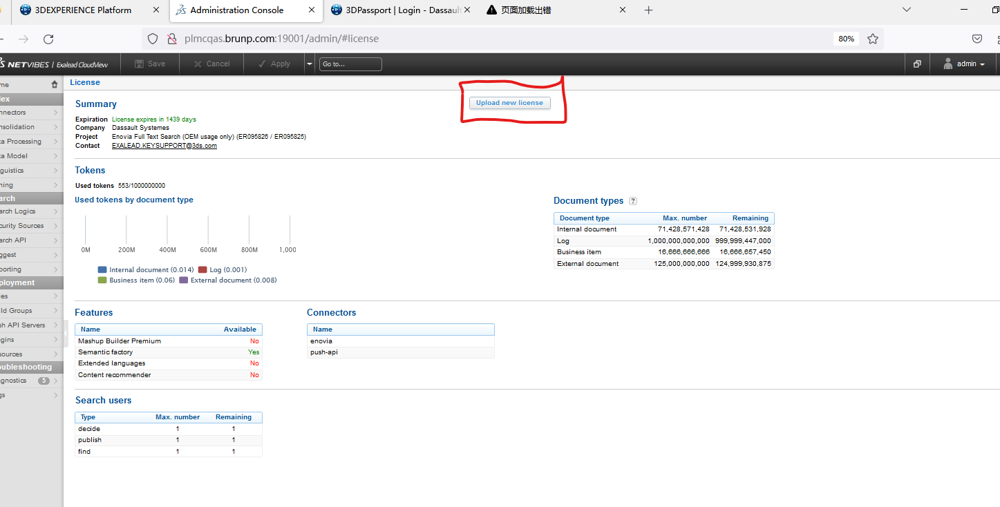 3DEXPERIENCE Platform
Administration Console
3DPassport | Login - Dassault
页面加载出错
plmcqas.brunp.com:19001/admin/#license
80%
NETVIBES | Exalead CloudView
Save
Cancel
Apply
Go to...
admin
me
License
ex
nnectors
nsolidation
ta Processing
ta Model
guistics
ning
arch
arch Logics
curity Sources
arch API
ggest
porting
ployment
les
ild Groups
sh API Servers
ugins
sources
oubleshooting
gnostics 5
gs
Summary
Upload new license
Expiration License expires in 1439 days
Company Dassault Systemes
Project Enovia Full Text Search (OEM usage only) (ER095826 / ER095825)
Contact EXALEAD.KEYSUPPORT@3ds.com
Tokens
Used tokens 553/1000000000
Used tokens by document type
0M 200M 400M 600M 800M 1,000
Internal document (0.014) Log (0.001)
Business item (0.06) External document (0.008)
Document types ?
Document type Max. number Remaining
Internal document 71,428,571,428 71,428,531,928
Log 1,000,000,000,000 999,999,447,000
Business item 16,666,666,666 16,666,657,450
External document 125,000,000,000 124,999,930,875
Features
Name Available
Mashup Builder Premium No
Semantic factory Yes
Extended languages No
Content recommender No
Connectors
Name
enovia
push-api
Search users
Type Max. number Remaining
decide 1 1
publish 1 1
find 1 1